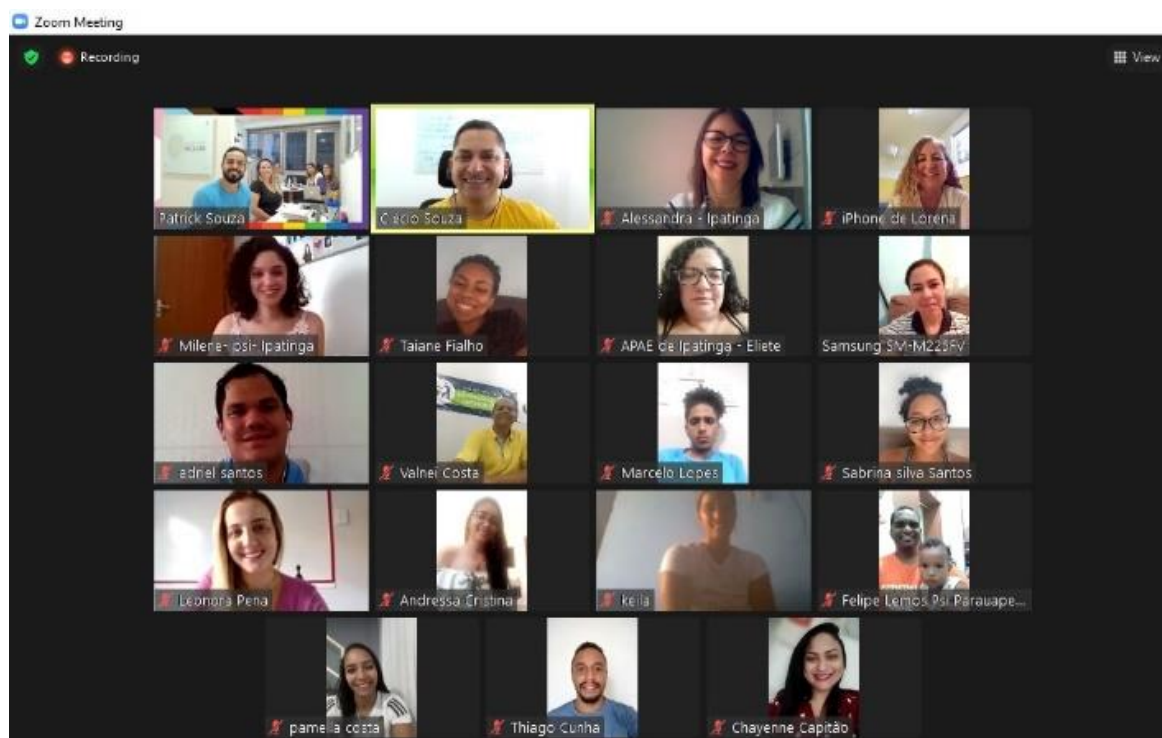 Zoom Meeting
Recording
View
Patrick Souza
Clécio Souza
Alessandra - Ipatinga
iPhone de Lorena
Milene- psi- Ipatinga
Taiane Fialho
APAE de Ipatinga - Eliete
Samsung SM-M225FV
adriel santos
Valnei Costa
Marcelo Lopes
Sabrina silva Santos
Leonora Pena
Andressa Cristina
keila
Felipe Lemos Psi Parauape...
pamella costa
Thiago Cunha
Chayenne Capitão